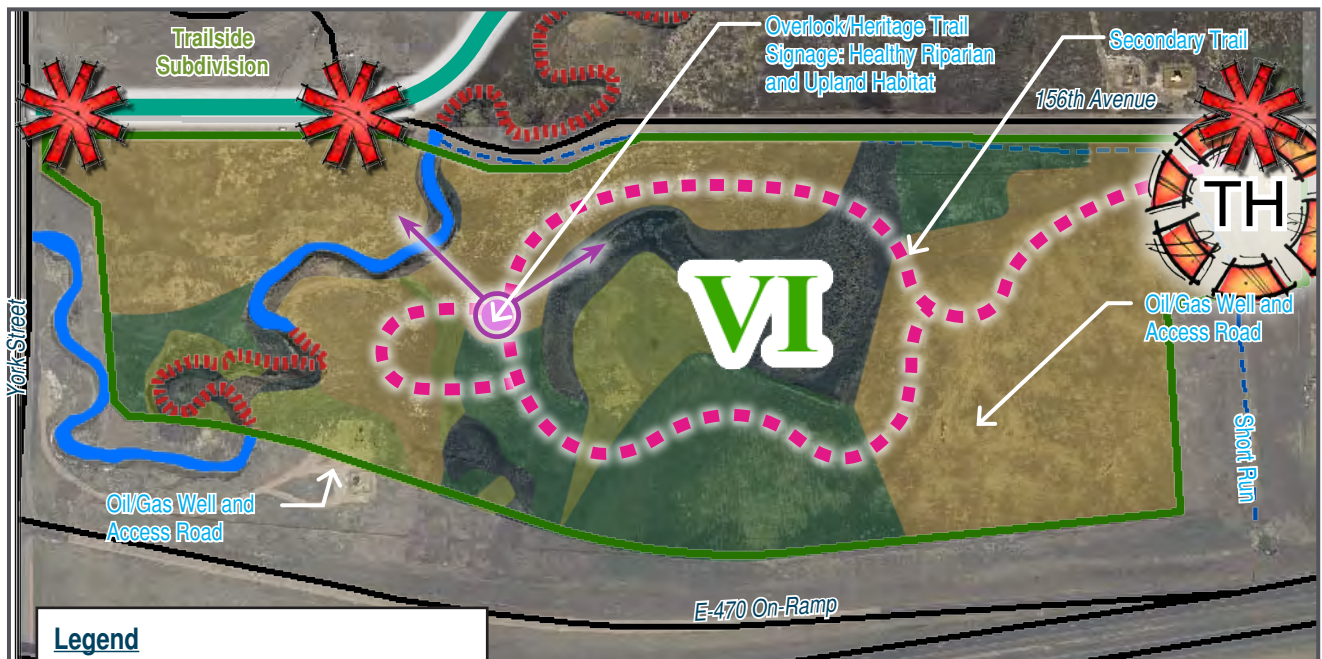 Trailside
Subdivision
Overlook/Heritage Trail
Signage: Healthy Riparian
and Upland Habitat
Secondary Trail
156th Avenue
TH
VI
Oil/Gas Well and
Access Road
York Street
Short Run
Oil/Gas Well and
Access Road
E-470 On-Ramp
Legend